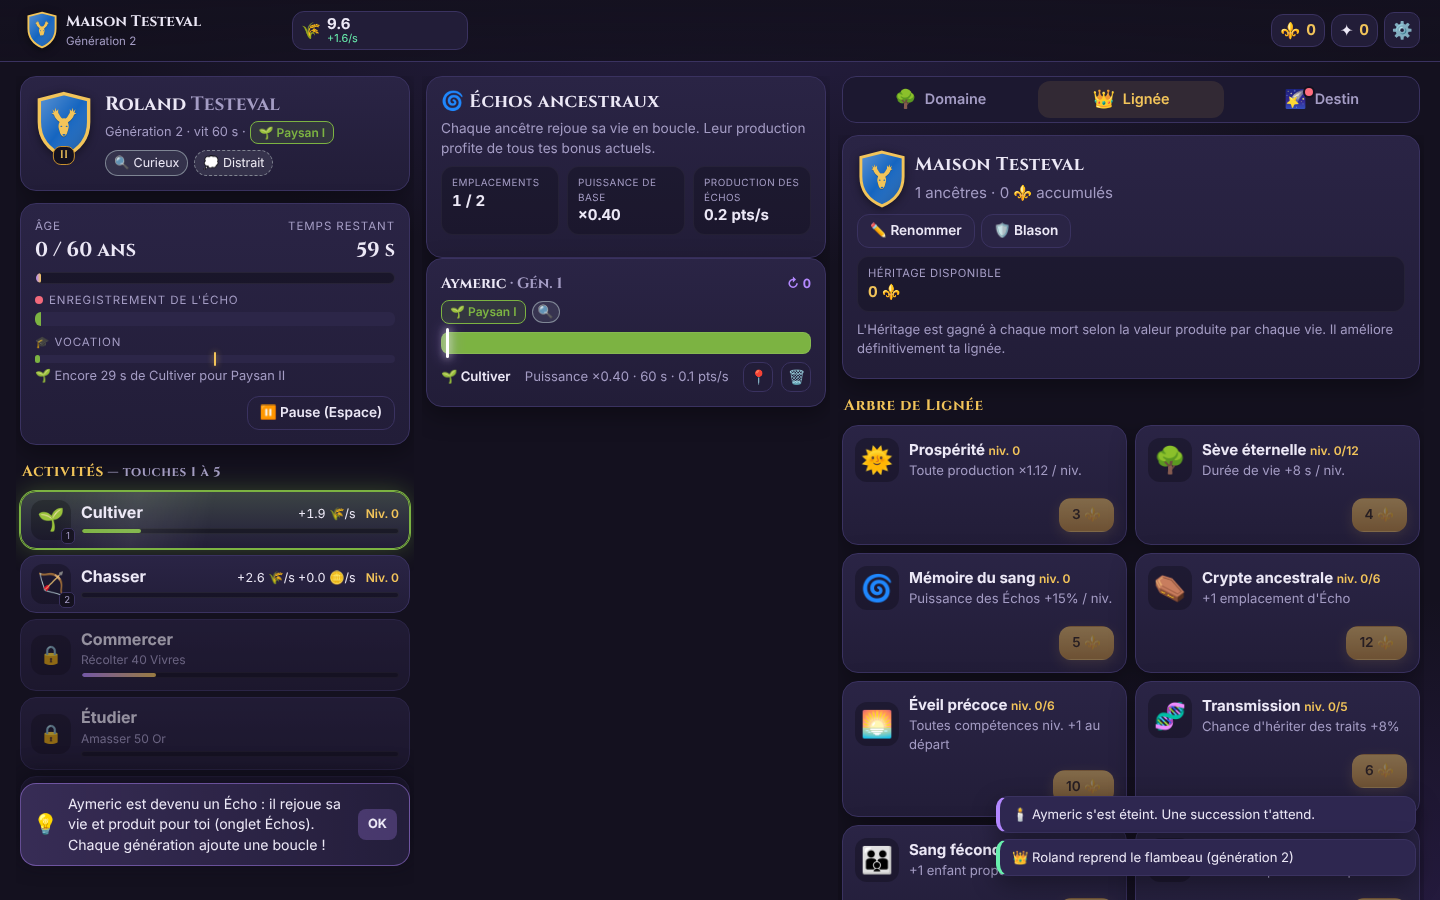 Maison Testeval
Génération 2
9.6
+1.6/s
0
0
Roland Testeval
Génération 2 · vit 60 s · Paysan I
Curieux
Distrait
II
ÂGE
TEMPS RESTANT
0 / 60 ans
59 s
ENREGISTREMENT DE L'ÉCHO
VOCATION
Encore 29 s de Cultiver pour Paysan II
Pause (Espace)
Activités — touches 1 à 5
Cultiver
+1.9 /s Niv. 0
1
Chasser
+2.6 /s +0.0 /s Niv. 0
2
Commercer
Récolter 40 Vivres
Étudier
Amasser 50 Or
Aymeric est devenu un Écho : il rejoue sa
vie et produit pour toi (onglet Échos).
Chaque génération ajoute une boucle !
OK
Échos ancestraux
Chaque ancêtre rejoue sa vie en boucle. Leur production
profite de tous tes bonus actuels.
EMPLACEMENTS
1 / 2
PUISSANCE DE
BASE
×0.40
PRODUCTION DES
ÉCHOS
0.2 pts/s
Aymeric · Gén. 1
↻ 0
Paysan I
Cultiver
Puissance ×0.40 · 60 s · 0.1 pts/s
Domaine
Lignée
Destin
Maison Testeval
1 ancêtres · 0 ⚜ accumulés
Renommer
Blason
HÉRITAGE DISPONIBLE
0 ⚜
L'Héritage est gagné à chaque mort selon la valeur produite par chaque vie. Il améliore
définitivement ta lignée.
Arbre de Lignée
Prospérité niv. 0
Toute production ×1.12 / niv.
3
Sève éternelle niv. 0/12
Durée de vie +8 s / niv.
4
Mémoire du sang niv. 0
Puissance des Échos +15% / niv.
5
Crypte ancestrale niv. 0/6
+1 emplacement d'Écho
12
Éveil précoce niv. 0/6
Toutes compétences niv. +1 au
départ
10
Transmission niv. 0/5
Chance d'hériter des traits +8%
6
Sang fécond
+1 enfant prop
Aymeric s'est éteint. Une succession t'attend.
Roland reprend le flambeau (génération 2)